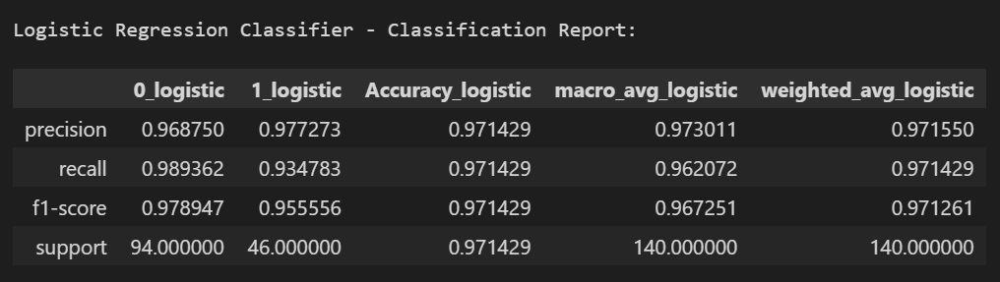 Logistic Regression Classifier - Classification Report:
0_logistic 1_logistic Accuracy_logistic macro_avg_logistic weighted_avg_logistic
precision 0.968750 0.977273 0.971429 0.973011 0.971550
recall 0.989362 0.934783 0.971429 0.962072 0.971429
f1-score 0.978947 0.955556 0.971429 0.967251 0.971261
support 94.000000 46.000000 0.971429 140.000000 140.000000